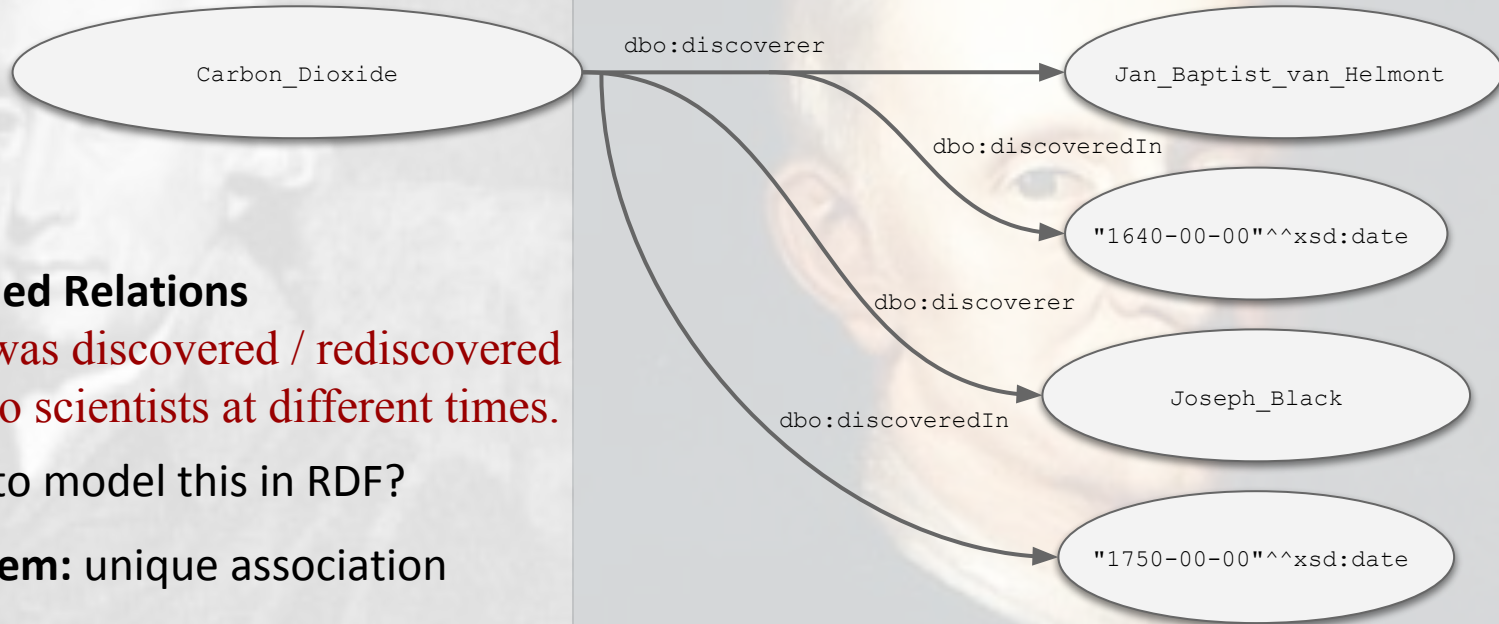 dbo:discoverer
Carbon_Dioxide
Jan_Baptist_van_Helmont
dbo:discoveredIn
"1640-00-00"^^xsd:date
ed Relations
was discovered / rediscovered
o scientists at different times.
to model this in RDF?
em: unique association
dbo:discoverer
Joseph_Black
dbo:discoveredIn
"1750-00-00"^^xsd:date